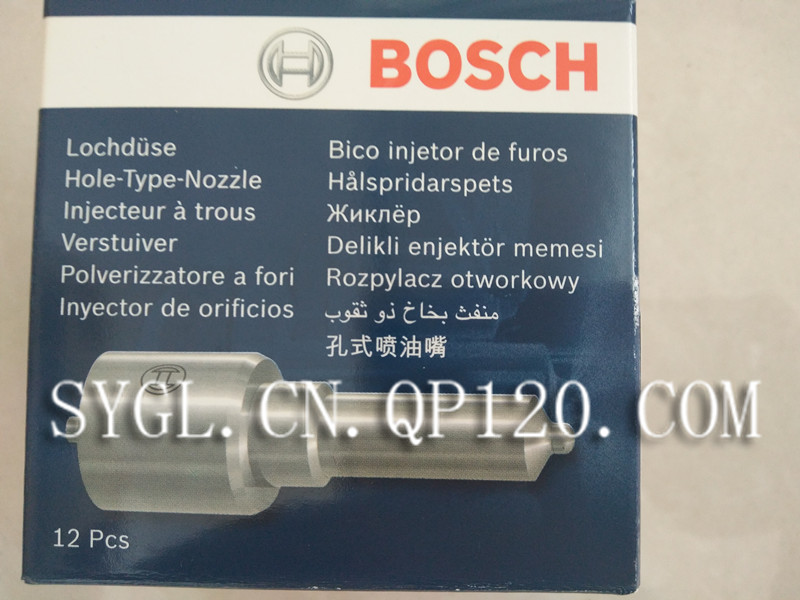 BOSCH
Lochdüse
Hole-Type-Nozzle
Injecteur à trous
Verstuiver
Polverizzatore a fori
Inyector de orificios
Bico injetor de furos
Hålspridarspets
Жиклёр
Delikli enjektör memesi
Rozpylacz otworkowy
منفث بخاخ ذو ثقوب
孔式喷油嘴
SYGL.CN.QP120.COM
12 Pcs